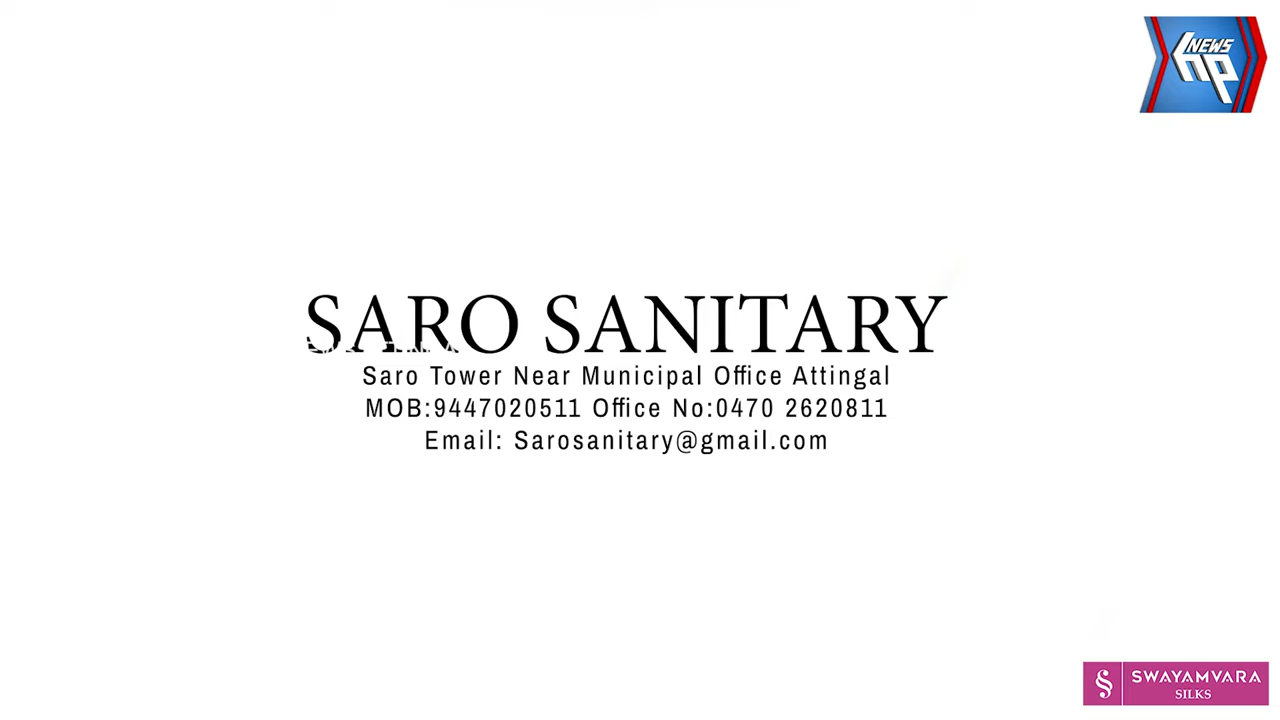 NEWS
hp
SARO SANITARY
Saro Tower Near Municipal Office Attingal
MOB:9447020511 Office No:0470 2620811
Email: Sarosanitary@gmail.com
SWAYAMVARA
SILKS